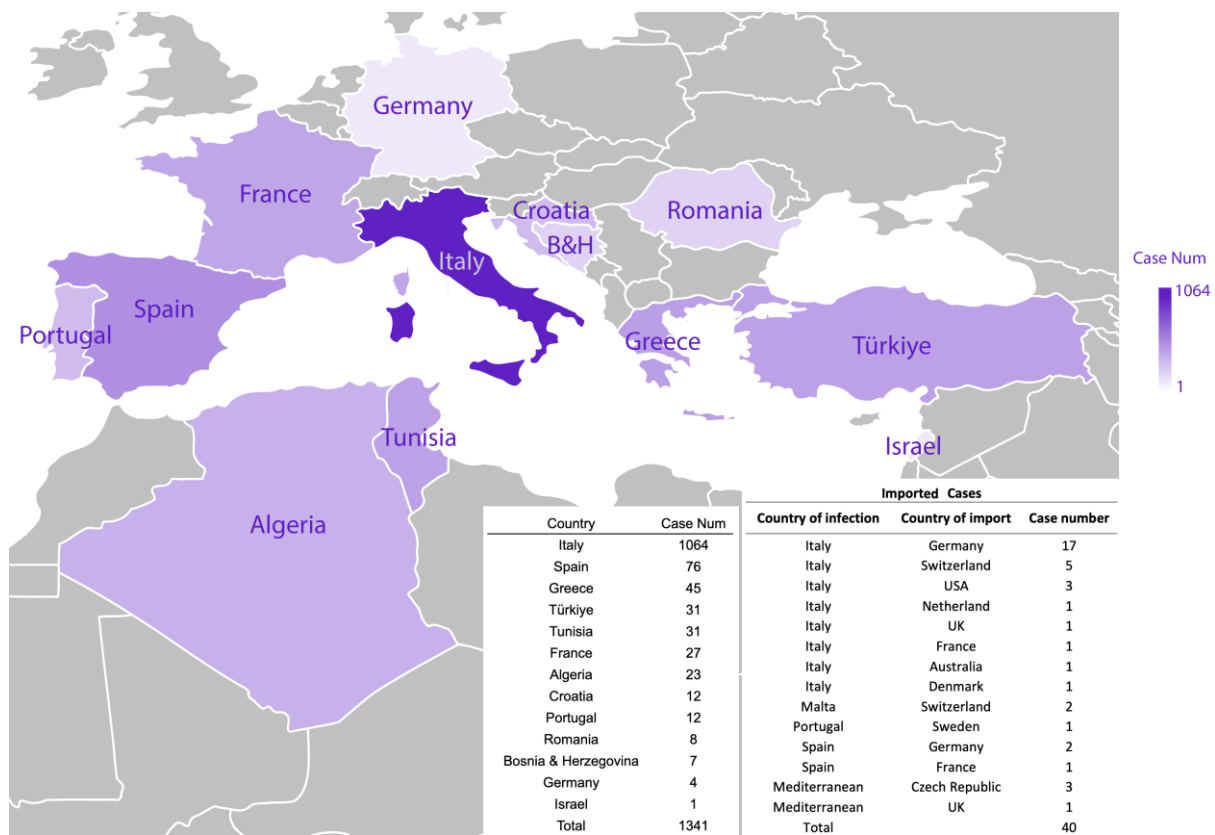 Germany
France
Croatia
Romania
B&H
Italy
Spain
Portugal
Greece
Türkiye
Tunisia
Israel
Algeria
Case Num
1064
1
Country Case Num
Italy 1064
Spain 76
Greece 45
Türkiye 31
Tunisia 31
France 27
Algeria 23
Croatia 12
Portugal 12
Romania 8
Bosnia & Herzegovina 7
Germany 4
Israel 1
Total 1341
Imported Cases
Country of infection Country of import Case number
Italy Germany 17
Italy Switzerland 5
Italy USA 3
Italy Netherland 1
Italy UK 1
Italy France 1
Italy Australia 1
Italy Denmark 1
Malta Switzerland 2
Portugal Sweden 1
Spain Germany 2
Spain France 1
Mediterranean Czech Republic 3
Mediterranean UK 1
Total 40